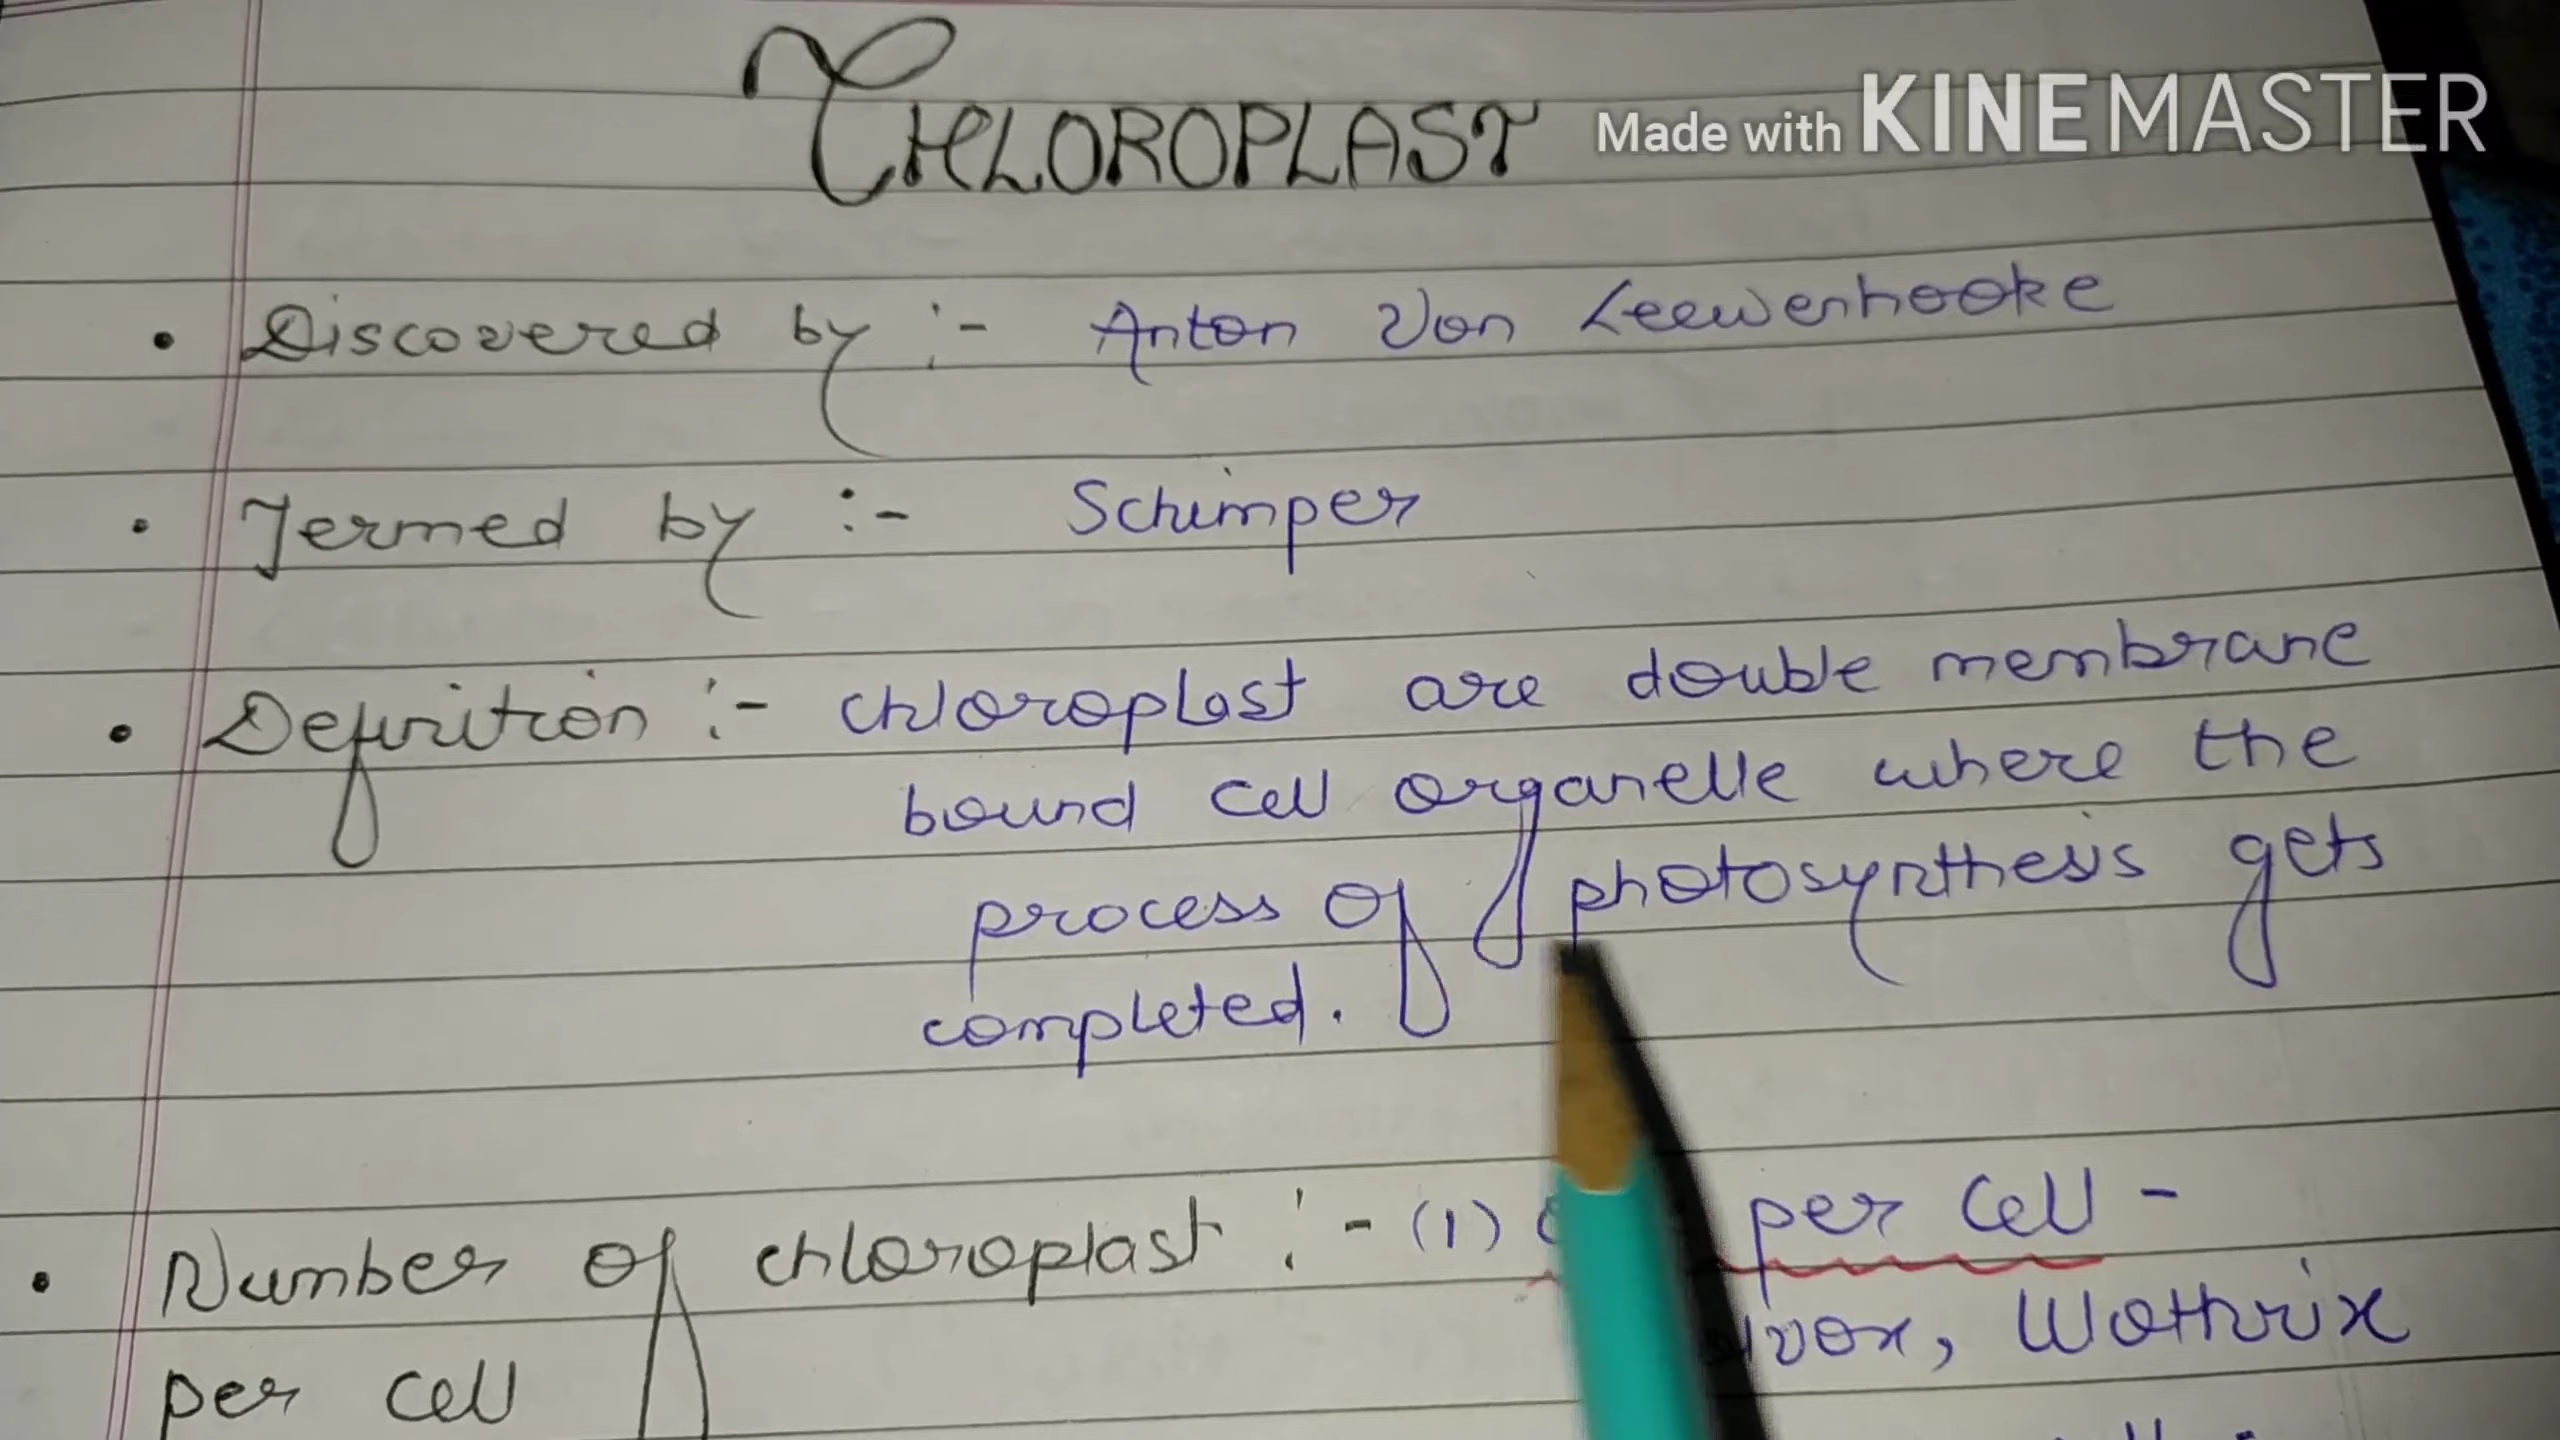 CHLOROPLAST
Made with KINEMASTER
• Discovered by :- Anton Von Leewenhooke
• Termed by :- Schimper
• Definition :- chloroplast are double membrane
bound cell organelle where the
process of photosynthesis gets
completed.
• Number of chloroplast :- (1) per cell -
per cell